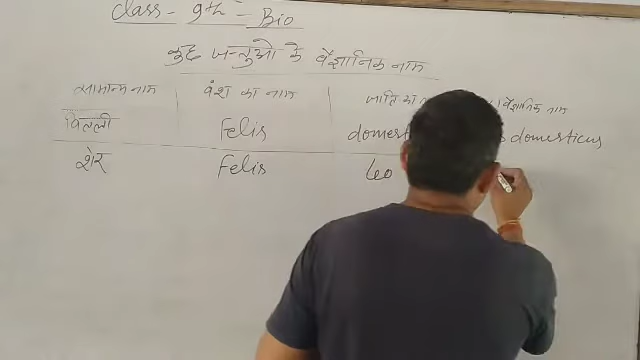 Class - 9th - Bio
कुछ जन्तुओ के वैज्ञानिक नाम
सामान्य नाम वंश का नाम जाति का वैज्ञानिक नाम
बिल्ली Felis domest domesticus
शेर Felis Leo